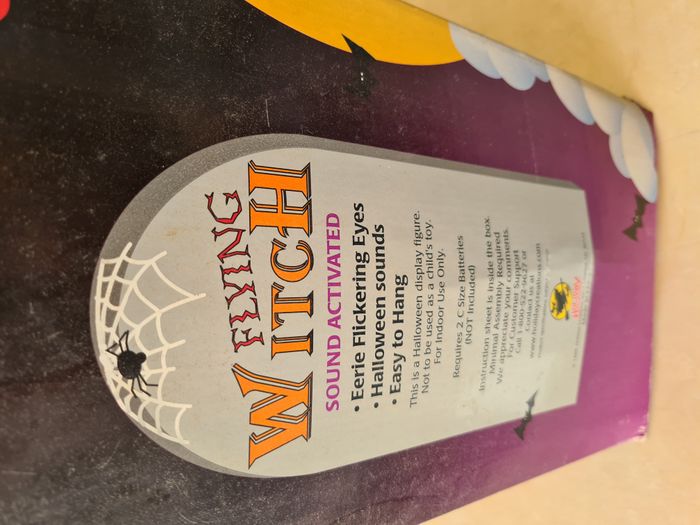 FLYING
WITCH
SOUND ACTIVATED
• Eerie Flickering Eyes
• Halloween sounds
• Easy to Hang
This is a Halloween display figure.
Not to be used as a child's toy.
For Indoor Use Only.
Requires 2 C Size Batteries
(NOT Included)
Instruction sheet is inside the box.
Minimal Assembly Required
We appreciate your comments.
For Customer Support
Call 1-800-522-9627 or
Contact us at
www.holidaycreations.com